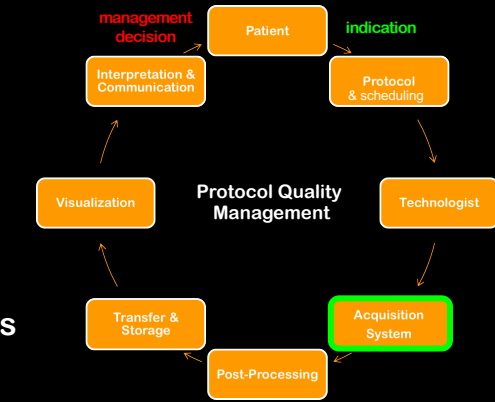 management
decision
Patient
indication
Interpretation &
Communication
Protocol
& scheduling
Visualization
Protocol Quality
Management
Technologist
s
Transfer &
Storage
Acquisition
System
Post-Processing